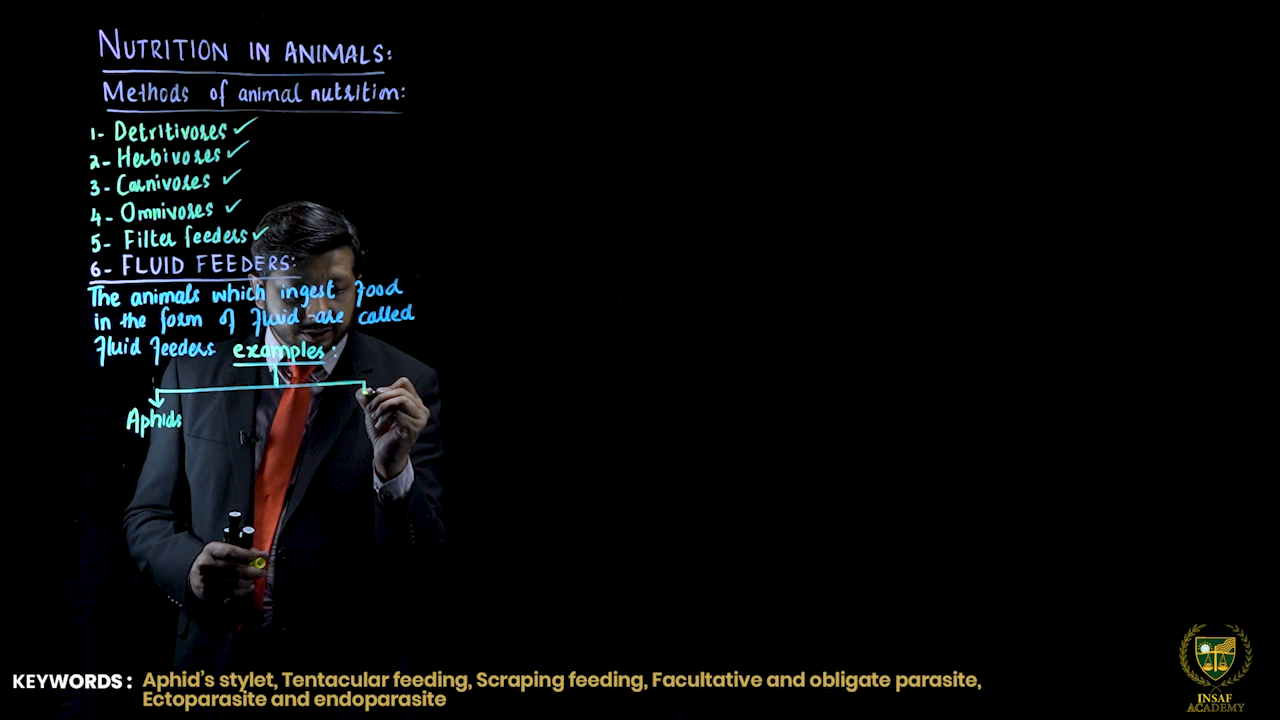 NUTRITION IN ANIMALS:
Methods of animal nutrition:
1- Detritivores ✓
2- Herbivores ✓
3- Carnivores ✓
4- Omnivores ✓
5- Filter feeders ✓
6- FLUID FEEDERS:
The animals which ingest food
in the form of fluid are called
fluid feeders examples:
Aphids
KEYWORDS: Aphid's stylet, Tentacular feeding, Scraping feeding, Facultative and obligate parasite,
Ectoparasite and endoparasite
INSAF
ACADEMY